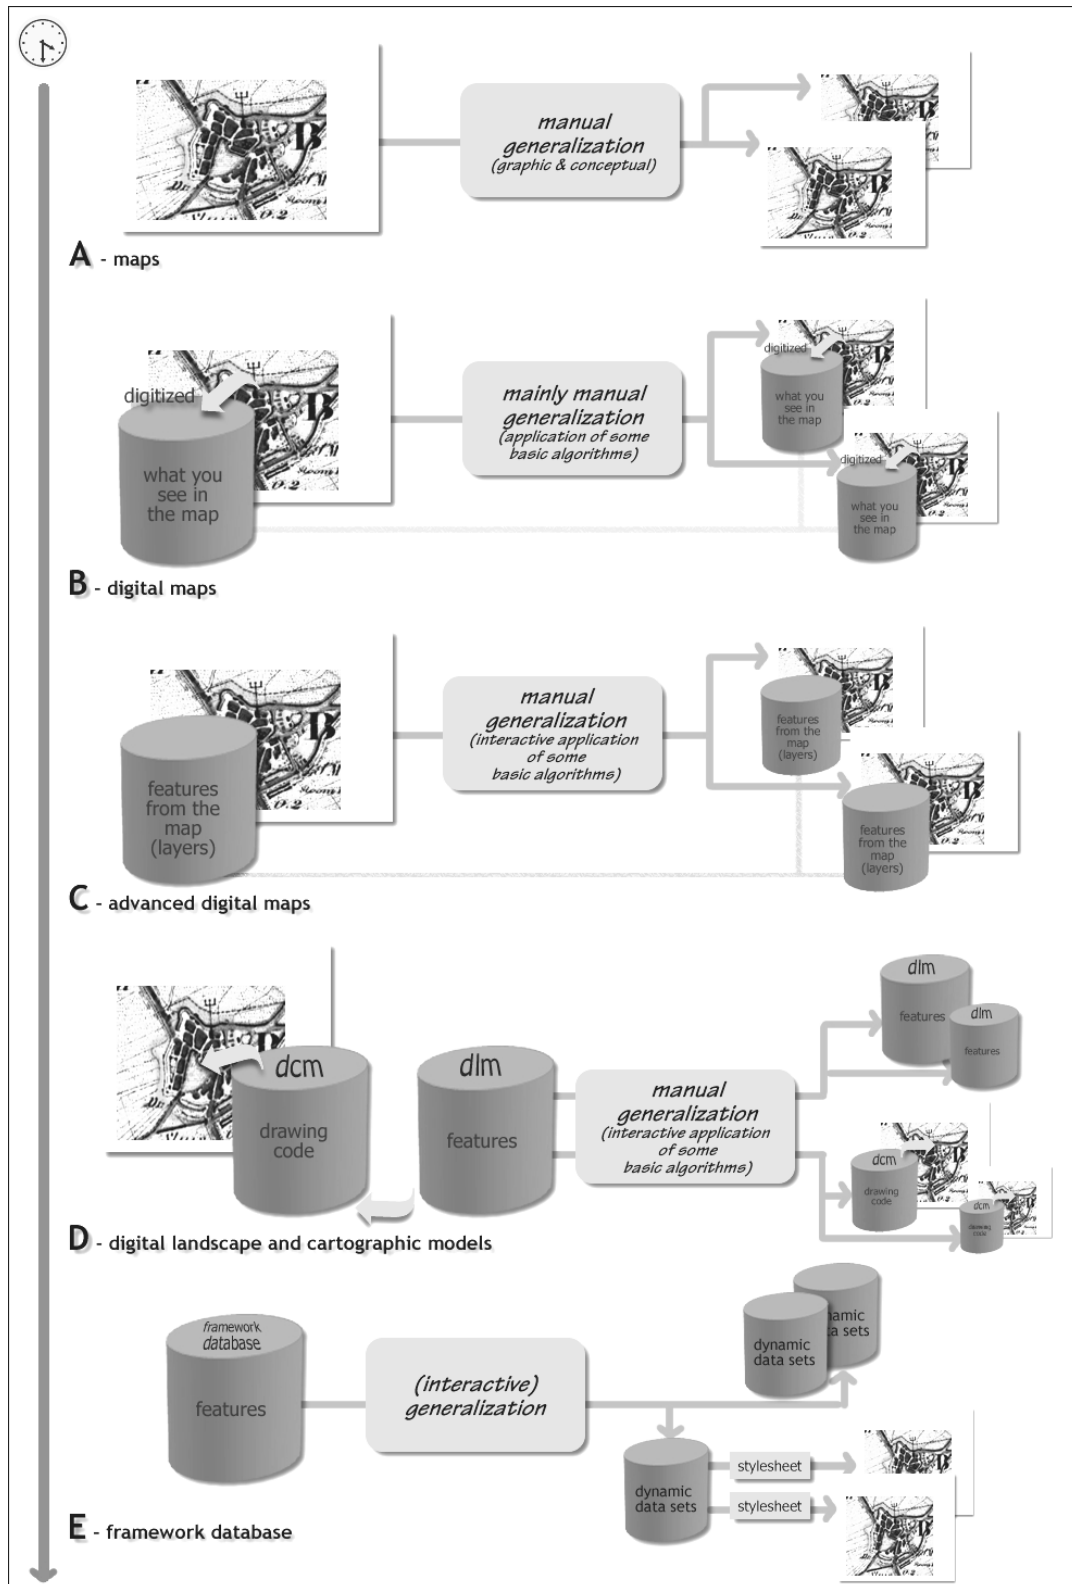 manual
generalization
(graphic & conceptual)
A - maps
digitized
what you
see in
the map
mainly manual
generalization
(application of some
basic algorithms)
digitized
what you
see in
the map
digitized
what you
see in
the map
B - digital maps
features
from the
map
(layers)
manual
generalization
(interactive application
of some
basic algorithms)
features
from the
map
(layers)
features
from the
map
(layers)
C - advanced digital maps
dcm
drawing
code
dlm
features
manual
generalization
(interactive application
of some
basic algorithms)
dlm
features
dlm
features
dcm
drawing
code
dcm
drawing
code
D - digital landscape and cartographic models
framework
database
features
(interactive)
generalization
dynamic
data sets
namic
ta sets
dynamic
data sets
stylesheet
stylesheet
E - framework database